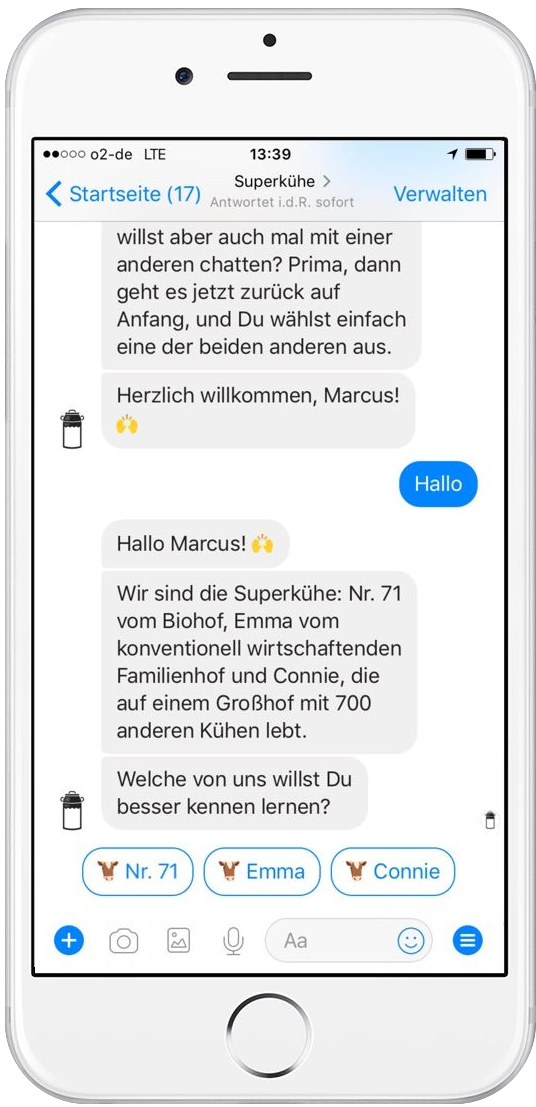 o2-de LTE 13:39
Startseite (17) Superkühe Verwalten
Antwortet i.d.R. sofort
willst aber auch mal mit einer
anderen chatten? Prima, dann
geht es jetzt zurück auf
Anfang, und Du wählst einfach
eine der beiden anderen aus.
Herzlich willkommen, Marcus!
🙌
Hallo
Hallo Marcus! 🙌
Wir sind die Superkühe: Nr. 71
vom Biohof, Emma vom
konventionell wirtschaftenden
Familienhof und Connie, die
auf einem Großhof mit 700
anderen Kühen lebt.
Welche von uns willst Du
besser kennen lernen?
🐮 Nr. 71 🐮 Emma 🐮 Connie
Aa